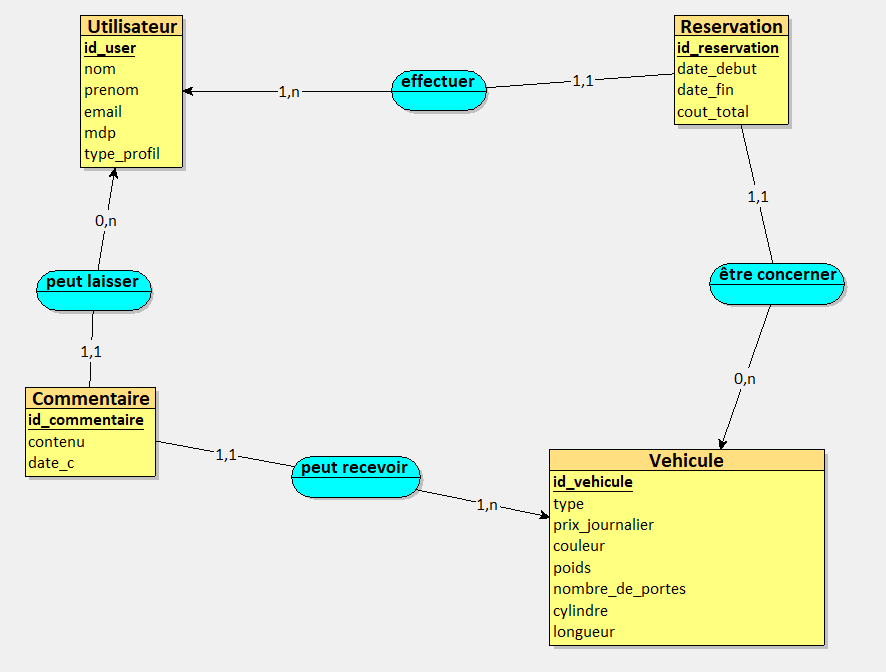 Utilisateur
id_user
nom
prenom
email
mdp
type_profil
1,n
effectuer
1,1
Reservation
id_reservation
date_debut
date_fin
cout_total
0,n
peut laisser
1,1
1,1
être concerner
0,n
Commentaire
id_commentaire
contenu
date_c
1,1
peut recevoir
1,n
Vehicule
id_vehicule
type
prix_journalier
couleur
poids
nombre_de_portes
cylindre
longueur